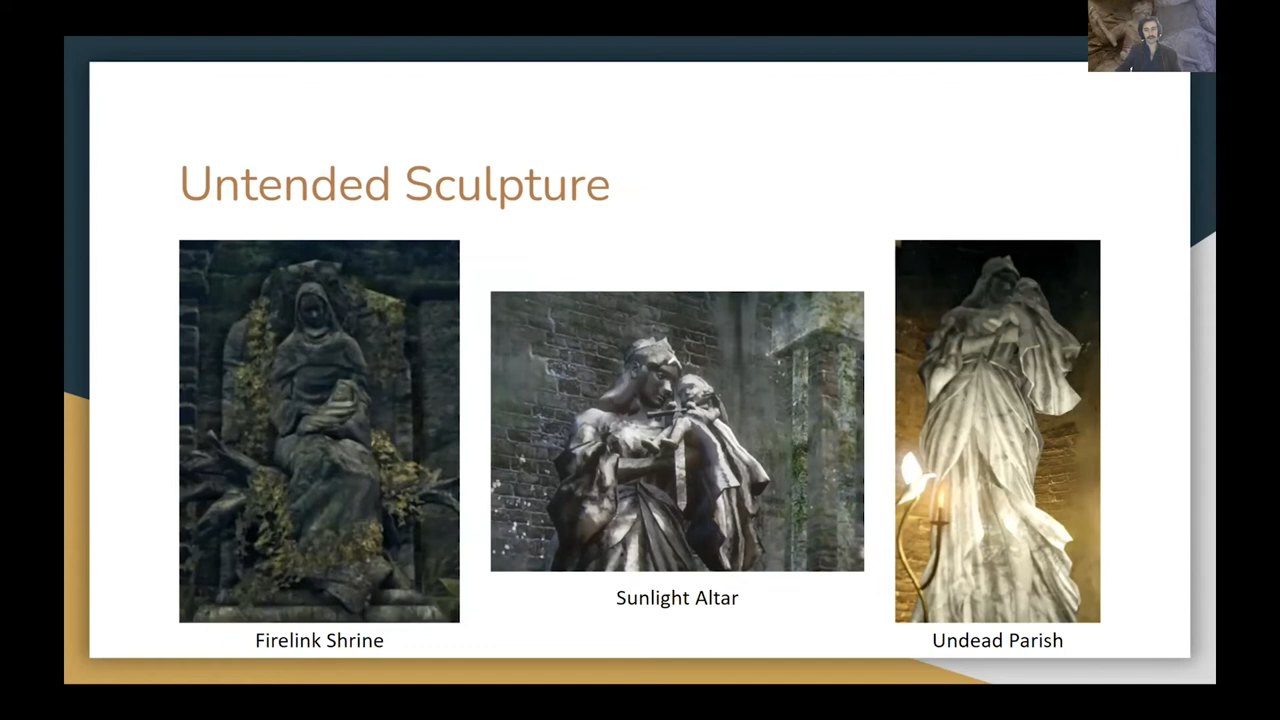 Untended Sculpture
Sunlight Altar
Firelink Shrine
Undead Parish